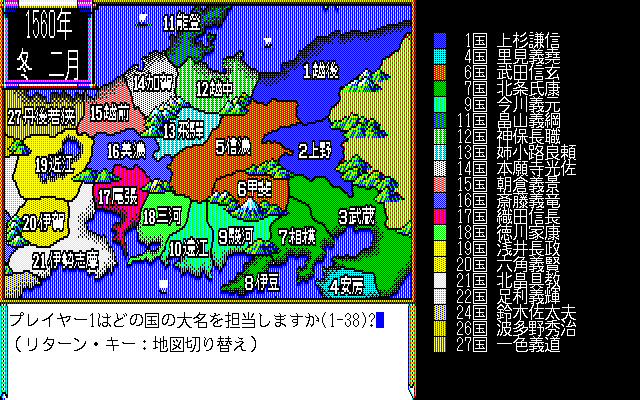 1560年
冬 二月
11能登
1越後
14加賀
12越中
15越前
27丹後若狭
13飛騨
5信濃
16美濃
2上野
19近江
17尾張
6甲斐
20伊賀
18三河
3武蔵
9駿河
7相模
10遠江
21伊勢志摩
8伊豆
4安房
1国 上杉謙信
4国 里見義堯
6国 武田信玄
7国 北条氏康
9国 今川義元
11国 畠山義綱
12国 神保長職
13国 姉小路良頼
14国 本願寺光佐
15国 朝倉義景
16国 斎藤義竜
17国 織田信長
18国 徳川家康
19国 浅井長政
20国 六角義賢
21国 北畠具教
22国 足利義輝
24国 鈴木佐太夫
26国 波多野秀治
27国 一色義道
プレイヤー1はどの国の大名を担当しますか(1-38)?
(リターン・キー:地図切り替え)